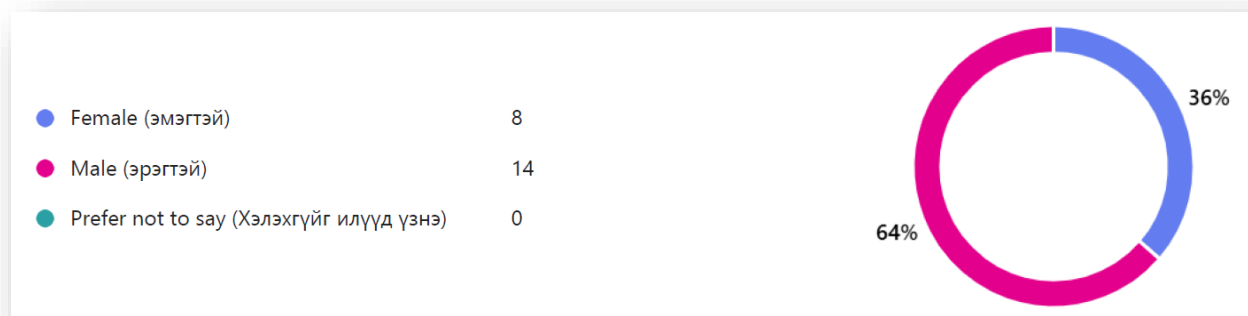 Female (эмэгтэй) 8
Male (эрэгтэй) 14
Prefer not to say (Хэлэхгүйг илүүд үзнэ) 0
36%
64%